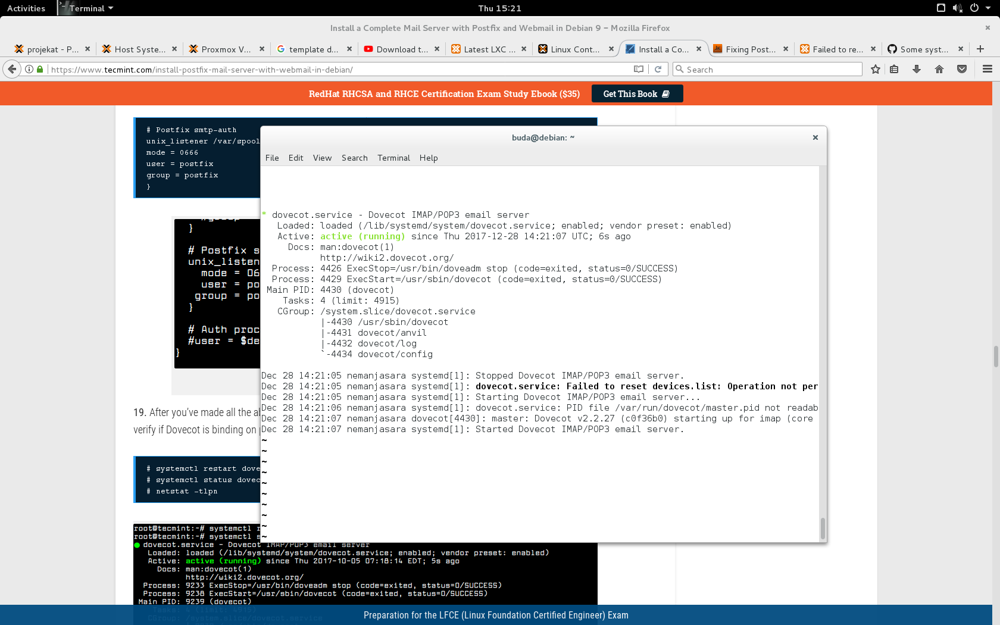 Activities
Terminal
Thu 15:21
Install a Complete Mail Server with Postfix and Webmail in Debian 9 – Mozilla Firefox
projekat - P...
Host Syste...
Proxmox V...
template d...
Download t...
Latest LXC ...
Linux Cont...
Install a Co...
Fixing Post...
Failed to re...
Some syst...
https://www.tecmint.com/install-postfix-mail-server-with-webmail-in-debian/
Search
RedHat RHCSA and RHCE Certification Exam Study Ebook ($35)
Get This Book
# Postfix smtp-auth
unix_listener /var/spool
mode = 0666
user = postfix
group = postfix
}
}
# Postfix s
unix_listen
mode = 06
user = po
group = po
}
# Auth proc
#user = $de
}
19. After you've made all the ab
verify if Dovecot is binding on
# systemctl restart dove
# systemctl status dovec
# netstat -tlpn
buda@debian: ~
File Edit View Search Terminal Help
* dovecot.service - Dovecot IMAP/POP3 email server
Loaded: loaded (/lib/systemd/system/dovecot.service; enabled; vendor preset: enabled)
Active: active (running) since Thu 2017-12-28 14:21:07 UTC; 6s ago
Docs: man:dovecot(1)
http://wiki2.dovecot.org/
Process: 4426 ExecStop=/usr/bin/doveadm stop (code=exited, status=0/SUCCESS)
Process: 4429 ExecStart=/usr/sbin/dovecot (code=exited, status=0/SUCCESS)
Main PID: 4430 (dovecot)
Tasks: 4 (limit: 4915)
CGroup: /system.slice/dovecot.service
|-4430 /usr/sbin/dovecot
|-4431 dovecot/anvil
|-4432 dovecot/log
`-4434 dovecot/config
Dec 28 14:21:05 nemanjasara systemd[1]: Stopped Dovecot IMAP/POP3 email server.
Dec 28 14:21:05 nemanjasara systemd[1]: dovecot.service: Failed to reset devices.list: Operation not per
Dec 28 14:21:05 nemanjasara systemd[1]: Starting Dovecot IMAP/POP3 email server...
Dec 28 14:21:06 nemanjasara systemd[1]: dovecot.service: PID file /var/run/dovecot/master.pid not readab
Dec 28 14:21:07 nemanjasara dovecot[4430]: master: Dovecot v2.2.27 (c0f36b0) starting up for imap (core
Dec 28 14:21:07 nemanjasara systemd[1]: Started Dovecot IMAP/POP3 email server.
~
~
~
~
~
~
~
~
~
~
root@tecmint:~# systemctl r
root@tecmint:~# systemctl s
dovecot.service - Dovecot IMAP/POP3 email server
Loaded: loaded (/lib/systemd/system/dovecot.service; enabled; vendor preset: enabled)
Active: active (running) since Thu 2017-10-05 07:18:14 EDT; 5s ago
Docs: man:dovecot(1)
http://wiki2.dovecot.org/
Process: 9233 ExecStop=/usr/bin/doveadm stop (code=exited, status=0/SUCCESS)
Process: 9238 ExecStart=/usr/sbin/dovecot (code=exited, status=0/SUCCESS)
Main PID: 9239 (dovecot)
Tasks: 4 (limit: 4915)
CGroup: /system.slice/dovecot.service
Preparation for the LFCE (Linux Foundation Certified Engineer) Exam